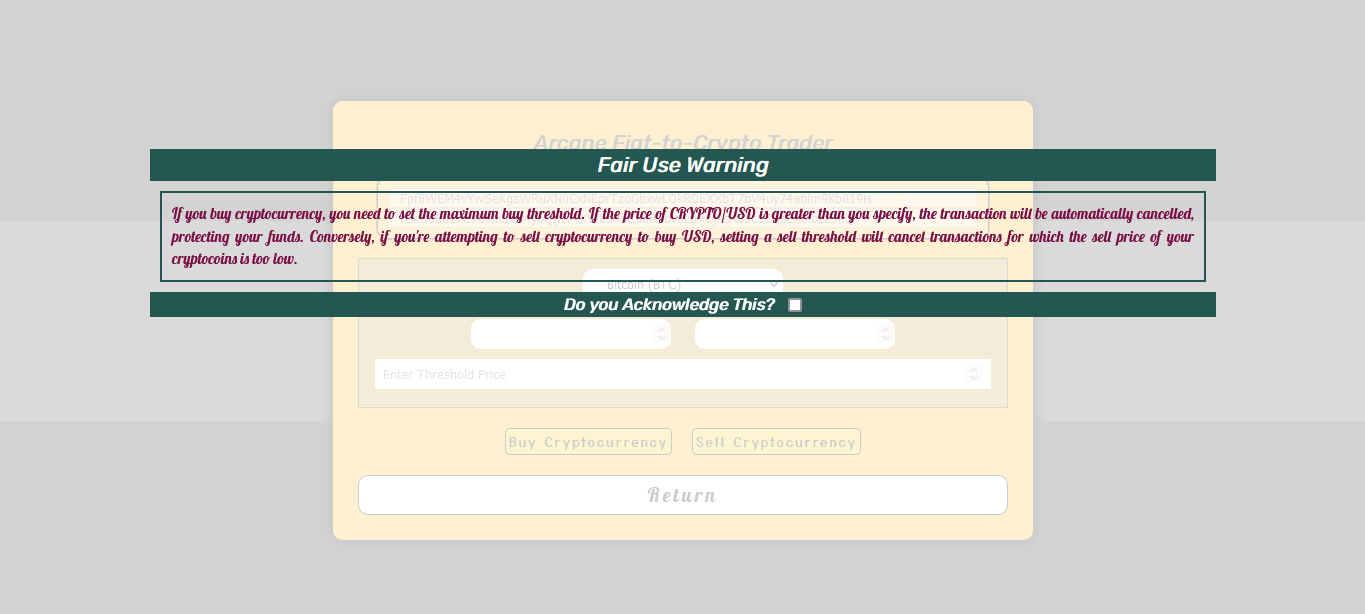 Arcane Fiat-to-Crypto Trader
Fair Use Warning
If you buy cryptocurrency, you need to set the maximum buy threshold. If the price of CRYPTO/USD is greater than you specify, the transaction will be automatically cancelled,
protecting your funds. Conversely, if you're attempting to sell cryptocurrency to buy USD, setting a sell threshold will cancel transactions for which the sell price of your
cryptocoins is too low.
Bitcoin (BTC)
Do you Acknowledge This?
Enter Threshold Price
Buy Cryptocurrency Sell Cryptocurrency
Return